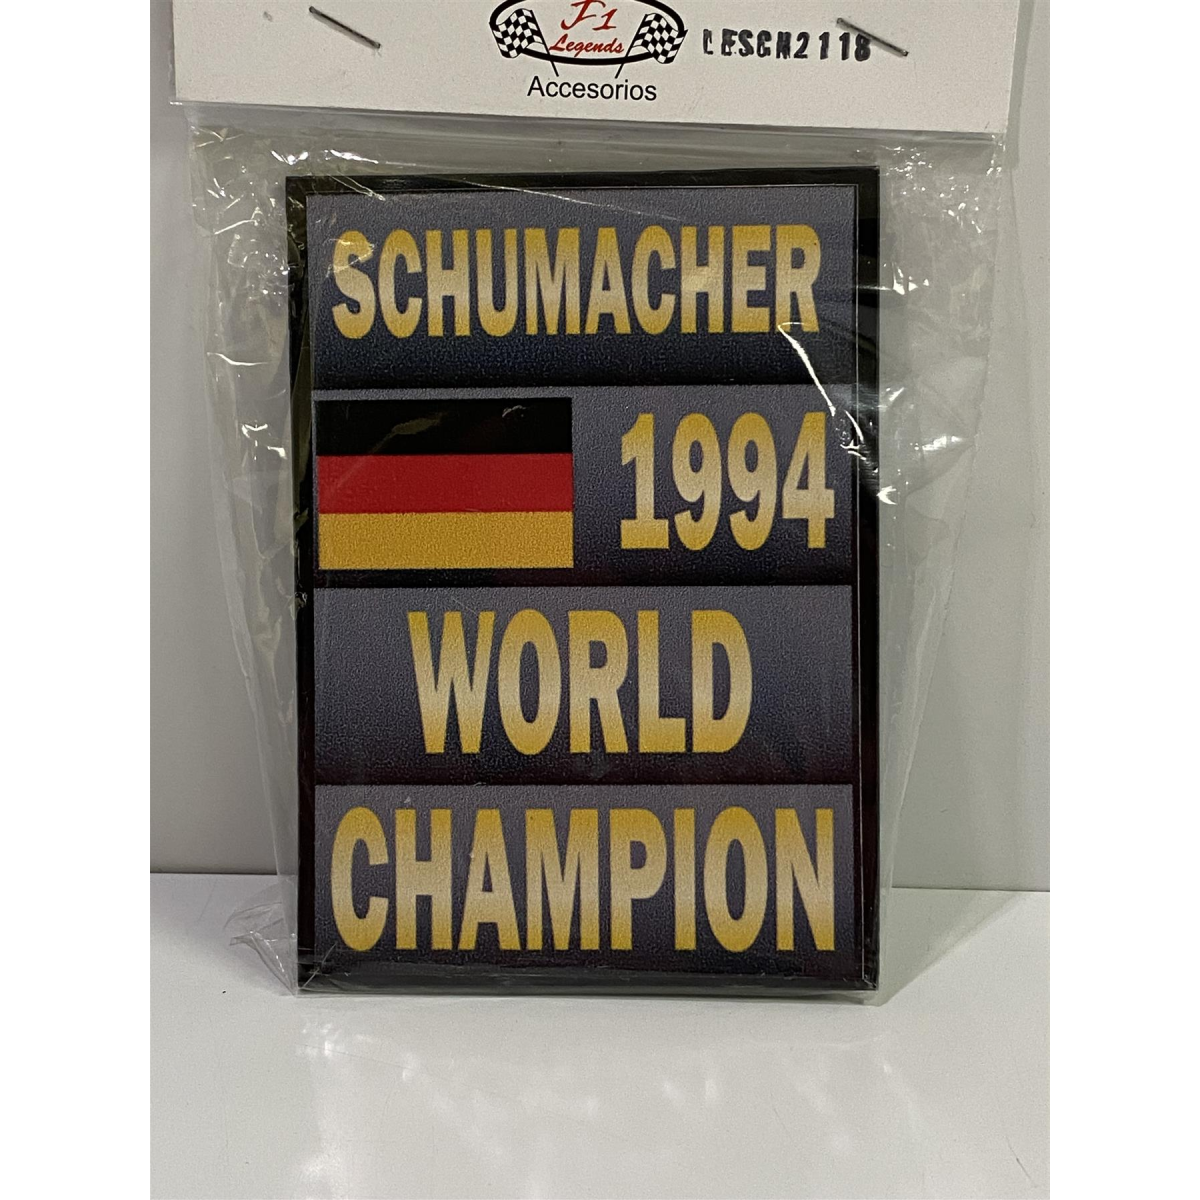 F1
Legends
LESCH2118
Accesorios
SCHUMACHER
1994
WORLD
CHAMPION